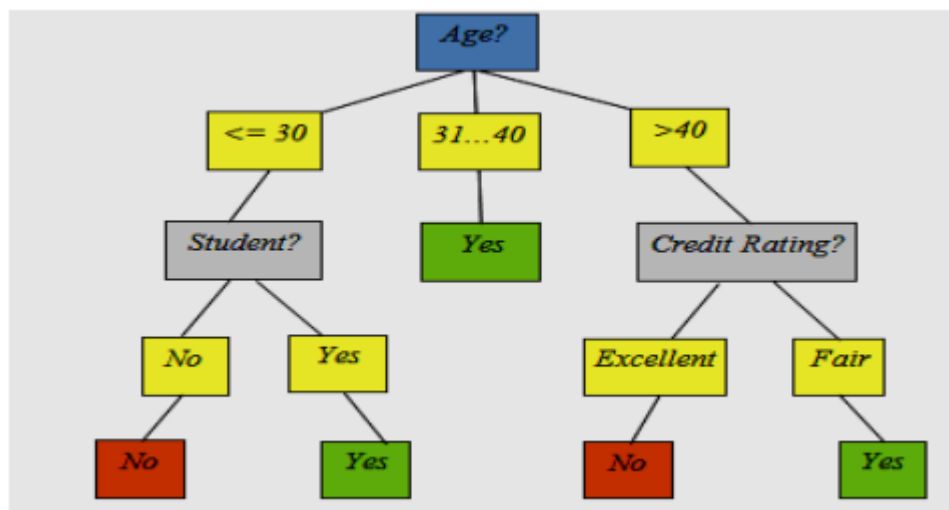 Age?
<= 30
31...40
>40
Student?
Yes
Credit Rating?
No
Yes
Excellent
Fair
No
Yes
No
Yes